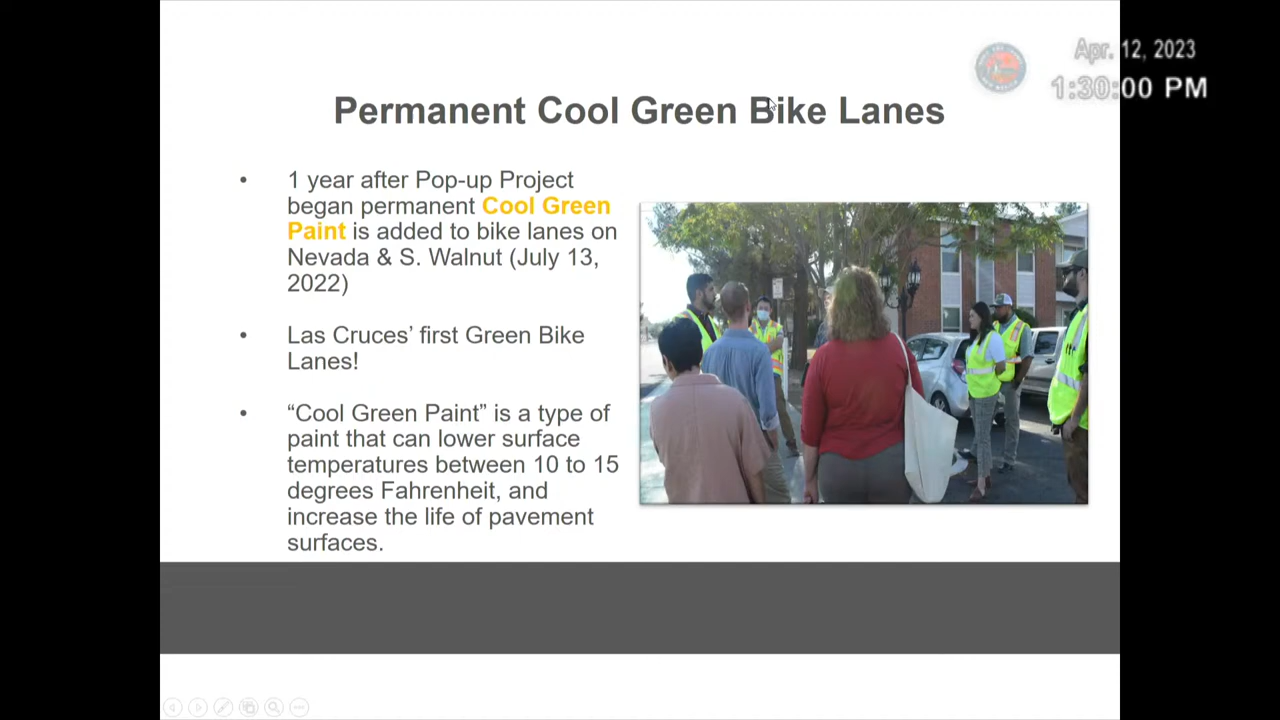 Apr. 12, 2023
1:30:00 PM
Permanent Cool Green Bike Lanes
• 1 year after Pop-up Project
began permanent Cool Green
Paint is added to bike lanes on
Nevada & S. Walnut (July 13,
2022)
• Las Cruces’ first Green Bike
Lanes!
• “Cool Green Paint” is a type of
paint that can lower surface
temperatures between 10 to 15
degrees Fahrenheit, and
increase the life of pavement
surfaces.